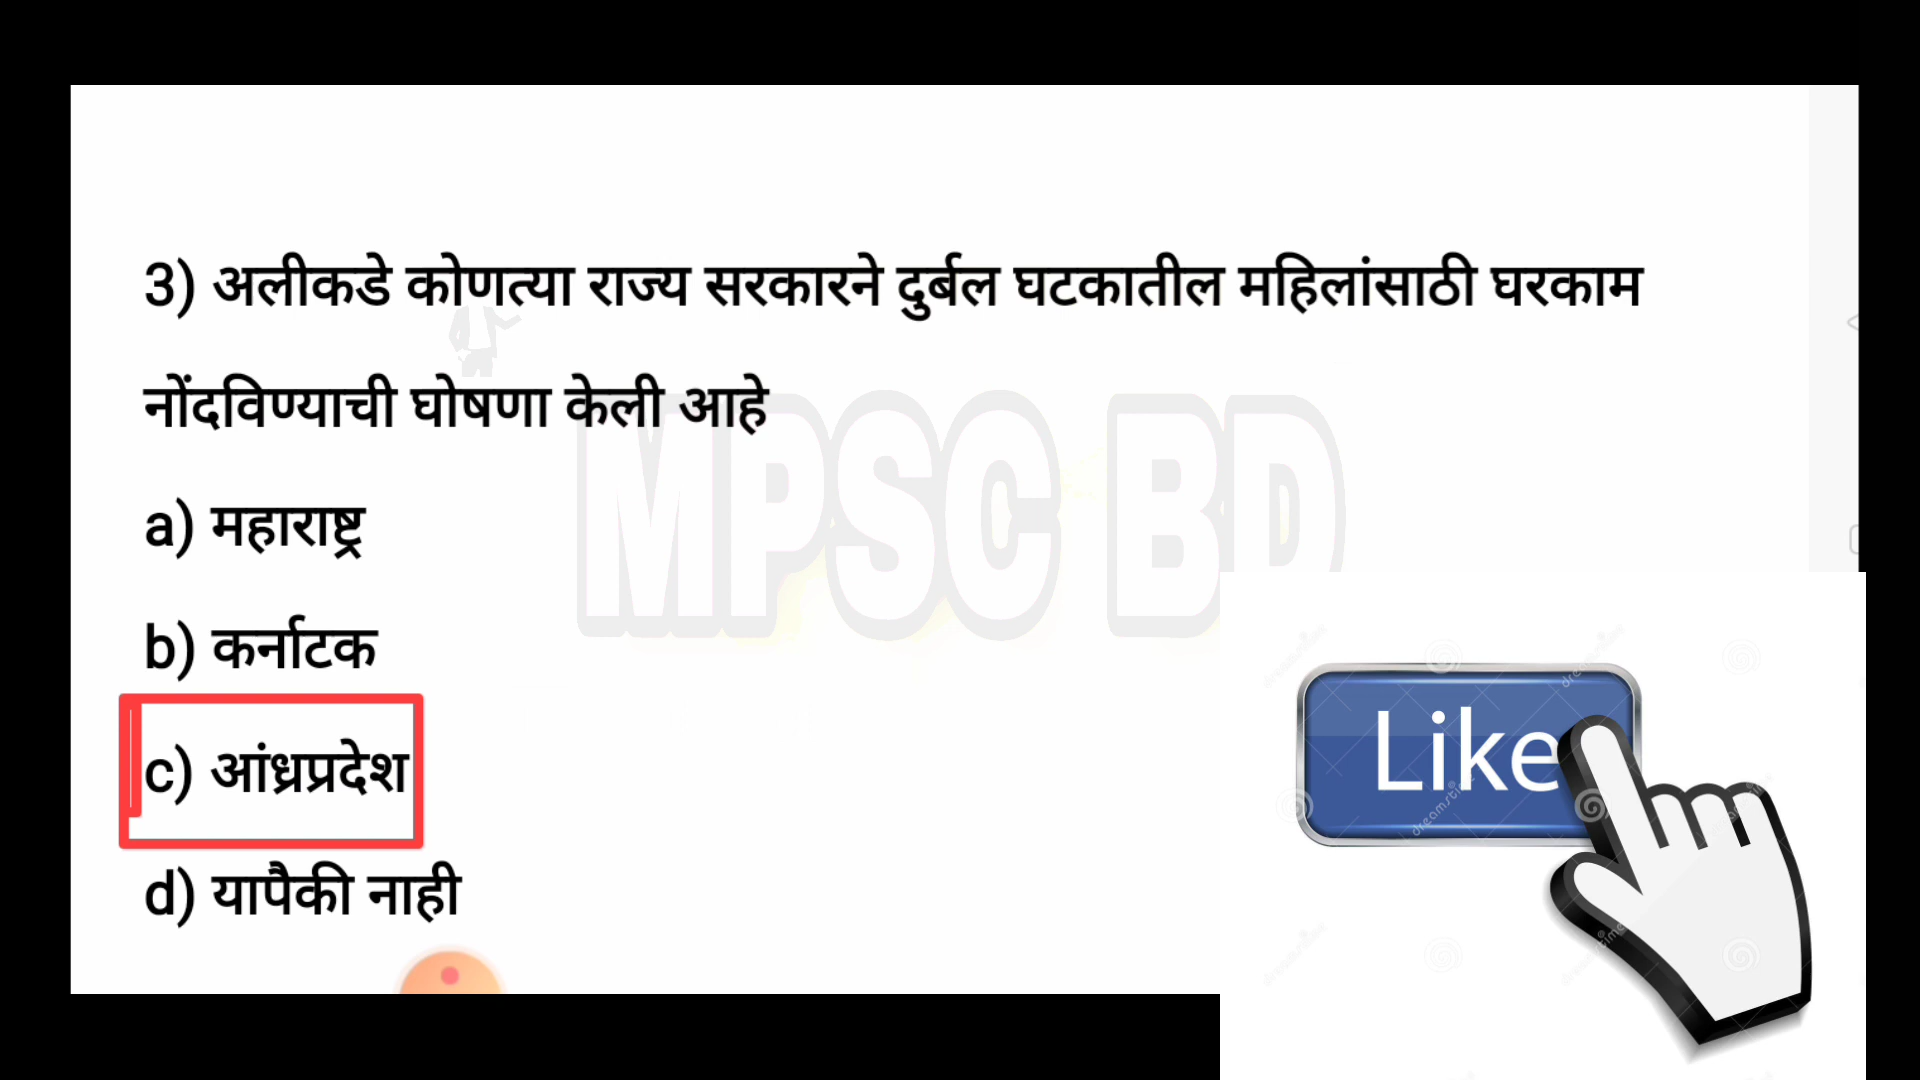 3) अलीकडे कोणत्या राज्य सरकारने दुर्बल घटकातील महिलांसाठी घरकाम
नोंदविण्याची घोषणा केली आहे
MPSC BD
a) महाराष्ट्र
b) कर्नाटक
c) आंध्रप्रदेश
d) यापैकी नाही
Like
dreamstime